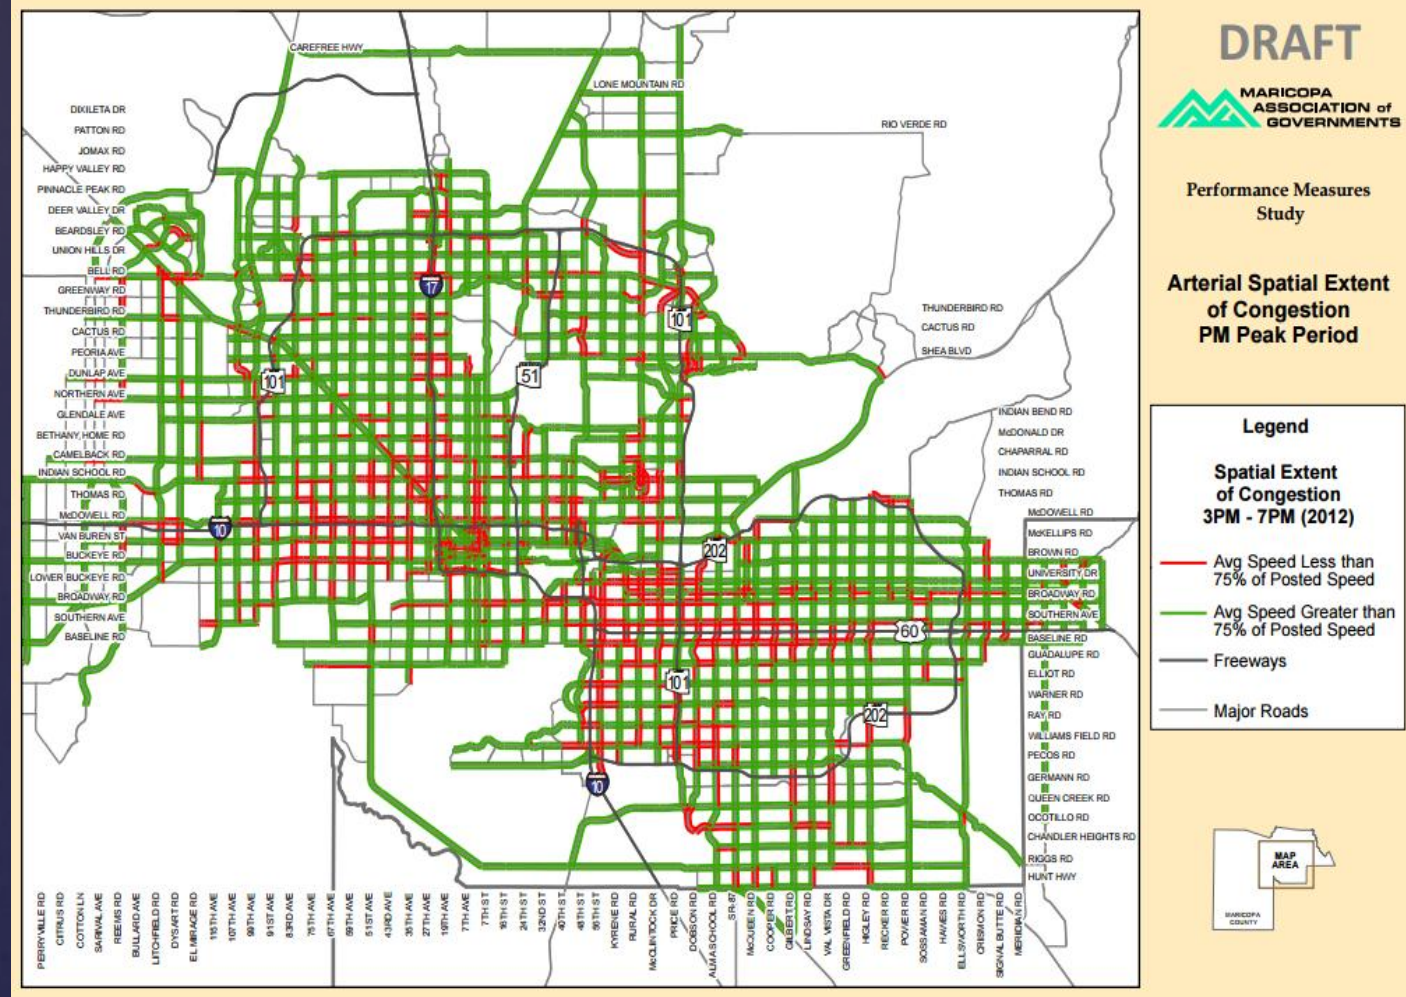 CAREFREE HWY
LONE MOUNTAIN RD
RIO VERDE RD
DIXILETA DR
PATTON RD
JOMAX RD
HAPPY VALLEY RD
PINNACLE PEAK RD
DEER VALLEY DR
BEARDSLEY RD
UNION HILLS DR
BELL RD
GREENWAY RD
THUNDERBIRD RD
CACTUS RD
PEORIA AVE
DUNLAP AVE
NORTHERN AVE
GLENDALE AVE
BETHANY HOME RD
CAMELBACK RD
INDIAN SCHOOL RD
THOMAS RD
McDOWELL RD
VAN BUREN ST
BUCKEYE RD
LOWER BUCKEYE RD
BROADWAY RD
SOUTHERN AVE
BASELINE RD
17
101
51
101
10
202
60
101
202
10
THUNDERBIRD RD
CACTUS RD
SHEA BLVD
INDIAN BEND RD
McDONALD DR
CHAPARRAL RD
INDIAN SCHOOL RD
THOMAS RD
McDOWELL RD
McKELLIPS RD
BROWN RD
UNIVERSITY DR
BROADWAY RD
SOUTHERN AVE
BASELINE RD
GUADALUPE RD
ELLIOT RD
WARNER RD
RAY RD
WILLIAMS FIELD RD
PECOS RD
GERMANN RD
QUEEN CREEK RD
OCOTILLO RD
CHANDLER HEIGHTS RD
RIGGS RD
HUNT HWY
PERRYVILLE RD
CITRUS RD
COTTON LN
SARIVAL AVE
REEMS RD
BULLARD AVE
LITCHFIELD RD
DYSART RD
EL MIRAGE RD
115TH AVE
107TH AVE
99TH AVE
91ST AVE
83RD AVE
75TH AVE
67TH AVE
59TH AVE
51ST AVE
43RD AVE
35TH AVE
27TH AVE
19TH AVE
7TH AVE
7TH ST
16TH ST
24TH ST
32ND ST
40TH ST
48TH ST
56TH ST
KYRENE RD
RURAL RD
McCLINTOCK DR
PRICE RD
DOBSON RD
ALMA SCHOOL RD
SR-87
McQUEEN RD
COOPER RD
GILBERT RD
LINDSAY RD
VAL VISTA DR
GREENFIELD RD
HIGLEY RD
RECKER RD
POWER RD
SOSSAMAN RD
HAWES RD
ELLSWORTH RD
CRISMON RD
SIGNAL BUTTE RD
MERIDIAN RD
DRAFT
MARICOPA
ASSOCIATION of
GOVERNMENTS
Performance Measures
Study
Arterial Spatial Extent
of Congestion
PM Peak Period
Legend
Spatial Extent
of Congestion
3PM - 7PM (2012)
Avg Speed Less than
75% of Posted Speed
Avg Speed Greater than
75% of Posted Speed
Freeways
Major Roads
MAP
AREA
MARICOPA
COUNTY